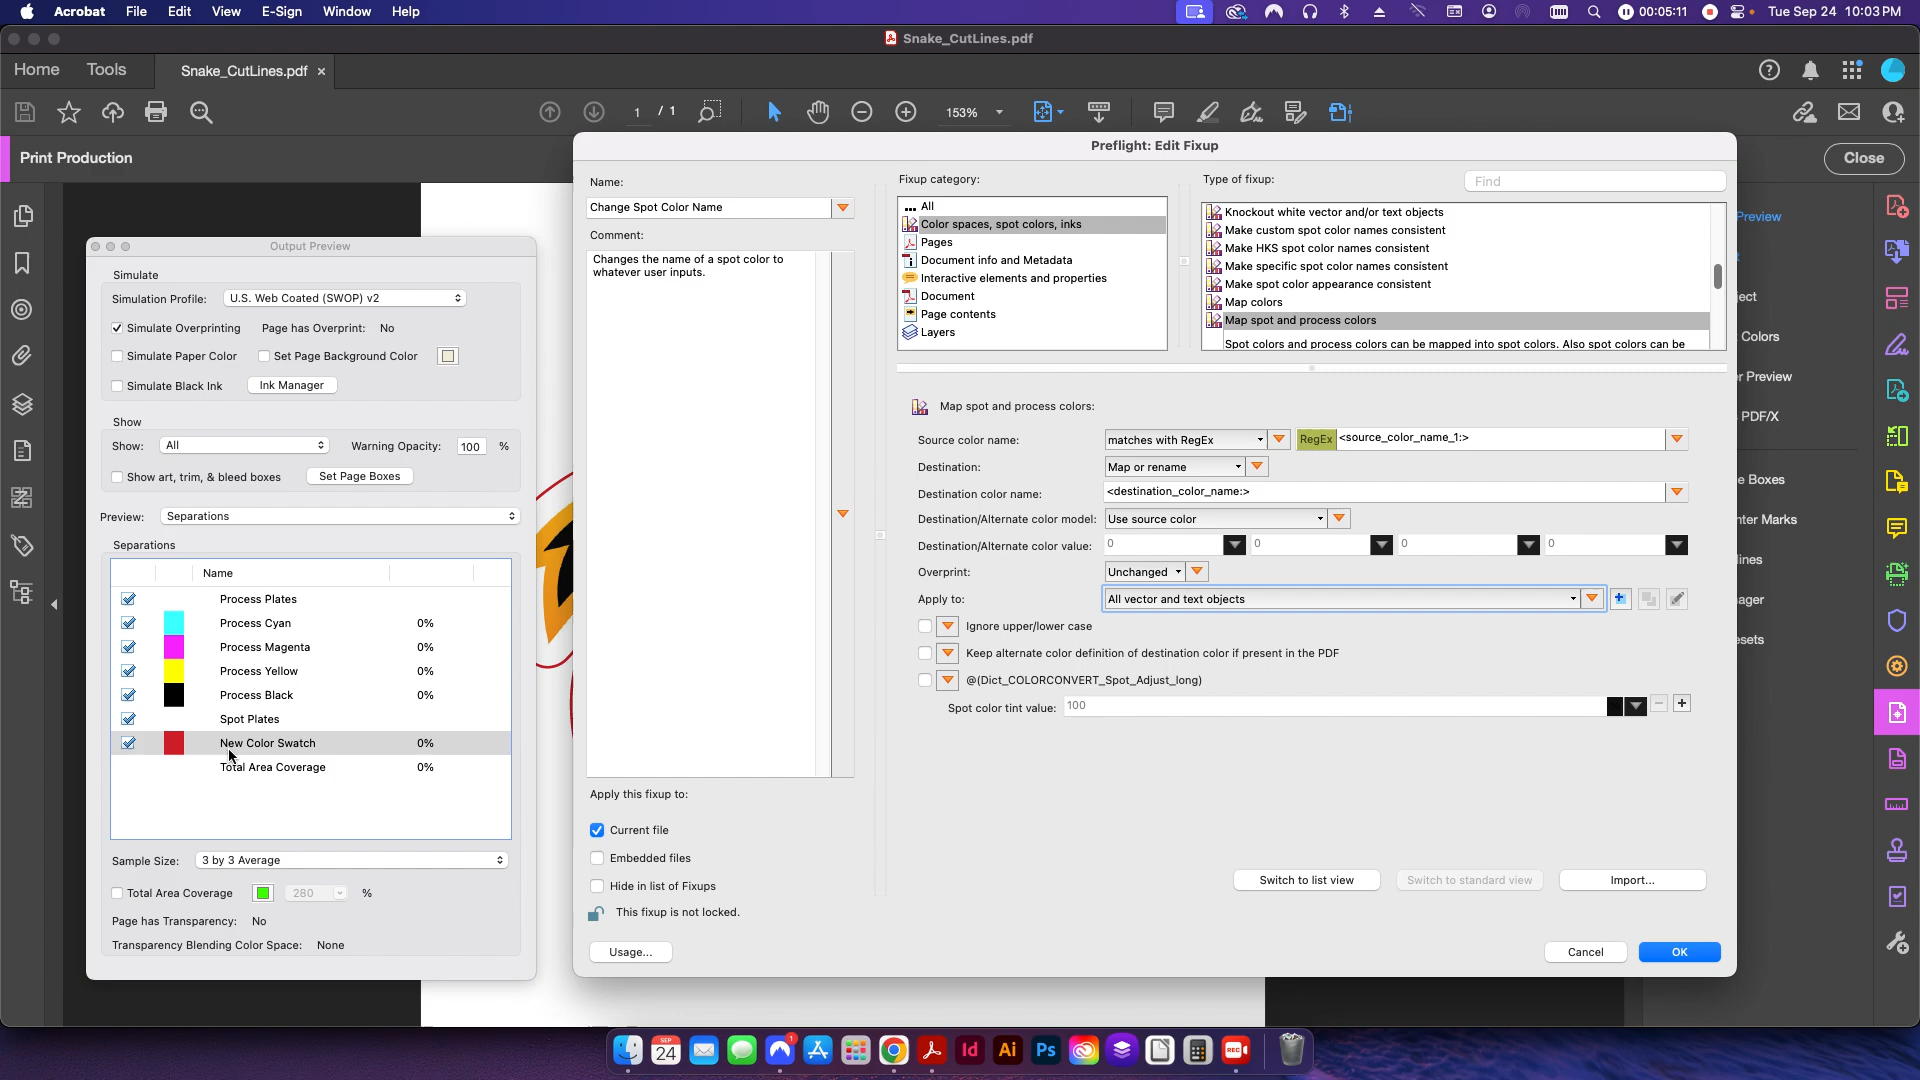 Acrobat File Edit View E-Sign Window Help
00:05:11 REC Tue Sep 24 10:03 PM
Snake_CutLines.pdf
Home Tools Snake_CutLines.pdf ×
1 / 1 153%
Print Production
Close
Preview
ject
Colors
r Preview
PDF/X
e Boxes
nter Marks
lines
ager
esets
Output Preview
Simulate
Simulation Profile: U.S. Web Coated (SWOP) v2
Simulate Overprinting Page has Overprint: No
Simulate Paper Color Set Page Background Color
Simulate Black Ink Ink Manager
Show
Show: All Warning Opacity: 100 %
Show art, trim, & bleed boxes Set Page Boxes
Preview: Separations
Separations
Name
Process Plates
Process Cyan 0%
Process Magenta 0%
Process Yellow 0%
Process Black 0%
Spot Plates
New Color Swatch 0%
Total Area Coverage 0%
Sample Size: 3 by 3 Average
Total Area Coverage 280 %
Page has Transparency: No
Transparency Blending Color Space: None
Preflight: Edit Fixup
Name:
Change Spot Color Name
Comment:
Changes the name of a spot color to
whatever user inputs.
Apply this fixup to:
Current file
Embedded files
Hide in list of Fixups
This fixup is not locked.
Usage...
Fixup category:
All
Color spaces, spot colors, inks
Pages
Document info and Metadata
Interactive elements and properties
Document
Page contents
Layers
Type of fixup: Find
Knockout white vector and/or text objects
Make custom spot color names consistent
Make HKS spot color names consistent
Make specific spot color names consistent
Make spot color appearance consistent
Map colors
Map spot and process colors
Spot colors and process colors can be mapped into spot colors. Also spot colors can be
Map spot and process colors:
Source color name: matches with RegEx RegEx <source_color_name_1:>
Destination: Map or rename
Destination color name: <destination_color_name:>
Destination/Alternate color model: Use source color
Destination/Alternate color value: 0 0 0 0
Overprint: Unchanged
Apply to: All vector and text objects
Ignore upper/lower case
Keep alternate color definition of destination color if present in the PDF
@(Dict_COLORCONVERT_Spot_Adjust_long)
Spot color tint value: 100
Switch to list view Switch to standard view Import...
Cancel OK
SEP
24
1
Id Ai Ps REC